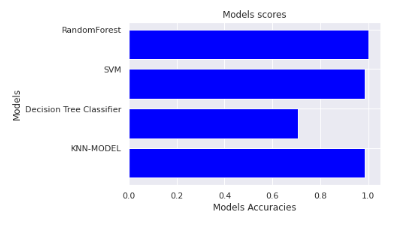 Models scores
RandomForest
SVM
Decision Tree Classifier
KNN-MODEL
Models
0.0 0.2 0.4 0.6 0.8 1.0
Models Accuracies